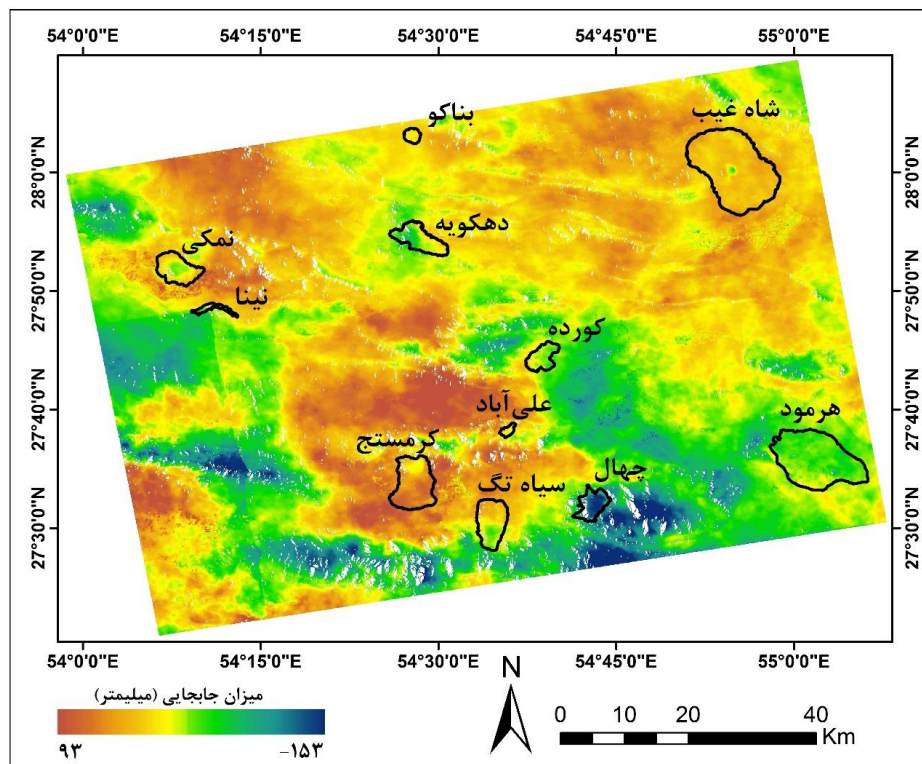 54°0'0"E 54°15'0"E 54°30'0"E 54°45'0"E 55°0'0"E
شاه غیب
بناکو
28°0'0"N 28°0'0"N
دهکویه
نمکی
27°50'0"N 27°50'0"N
نینا
کورده
27°40'0"N 27°40'0"N
علی‌آباد
هرمود
کرمستج
چهال
سیاه تگ
27°30'0"N 27°30'0"N
54°0'0"E 54°15'0"E 54°30'0"E 54°45'0"E 55°0'0"E
میزان جابجایی (میلیمتر)
۹۳ -۱۵۳
N
0 10 20 40
Km